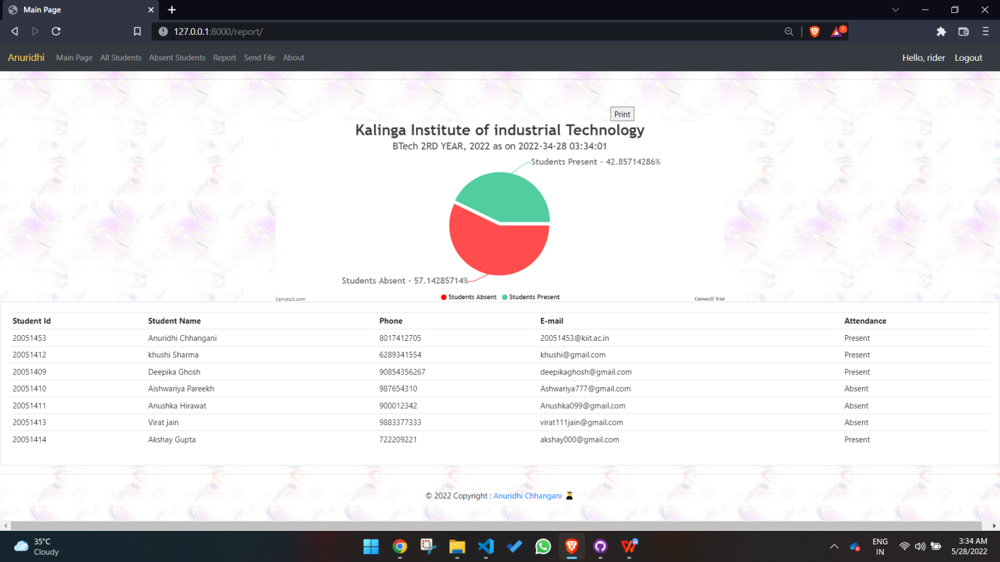 Main Page
127.0.0.1:8000/report/
1
Anuridhi Main Page All Students Absent Students Report Send File About Hello, rider Logout
Print
Kalinga Institute of industrial Technology
BTech 2RD YEAR, 2022 as on 2022-34-28 03:34:01
Students Present - 42.85714286%
Students Absent - 57.14285714%
Students Absent Students Present
CanvasJS.com CanvasJS Trial
Student Id Student Name Phone E-mail Attendance
20051453 Anuridhi Chhangani 8017412705 20051453@kiit.ac.in Present
20051412 khushi Sharma 6289341554 khushi@gmail.com Present
20051409 Deepika Ghosh 90854356267 deepikaghosh@gmail.com Present
20051410 Aishwariya Pareekh 987654310 Ashwariya777@gmail.com Absent
20051411 Anushka Hirawat 900012342 Anushka099@gmail.com Absent
20051413 Virat jain 9883377333 virat111jain@gmail.com Absent
20051414 Akshay Gupta 722209221 akshay000@gmail.com Present
© 2022 Copyright : Anuridhi Chhangani
35°C
Cloudy
ENG
IN
3:34 AM
5/28/2022